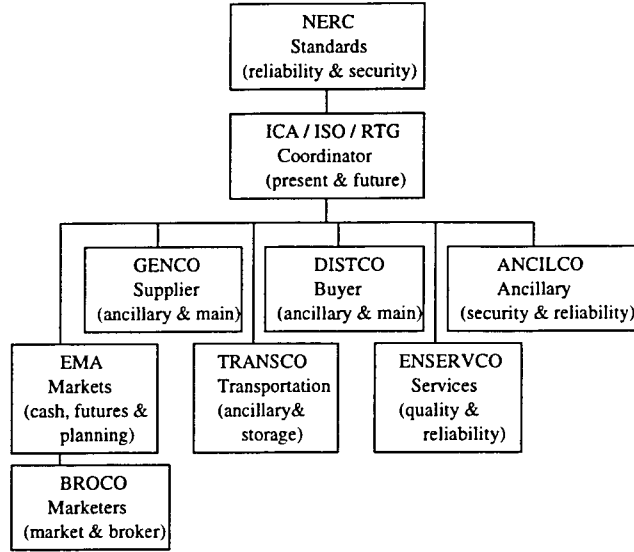 NERC
Standards
(reliability & security)
ICA / ISO / RTG
Coordinator
(present & future)
GENCO
Supplier
(ancillary & main)
DISTCO
Buyer
(ancillary & main)
ANCILCO
Ancillary
(security & reliability)
EMA
Markets
(cash, futures &
planning)
TRANSCO
Transportation
(ancillary&
storage)
ENSERVCO
Services
(quality &
reliability)
BROCO
Marketers
(market & broker)